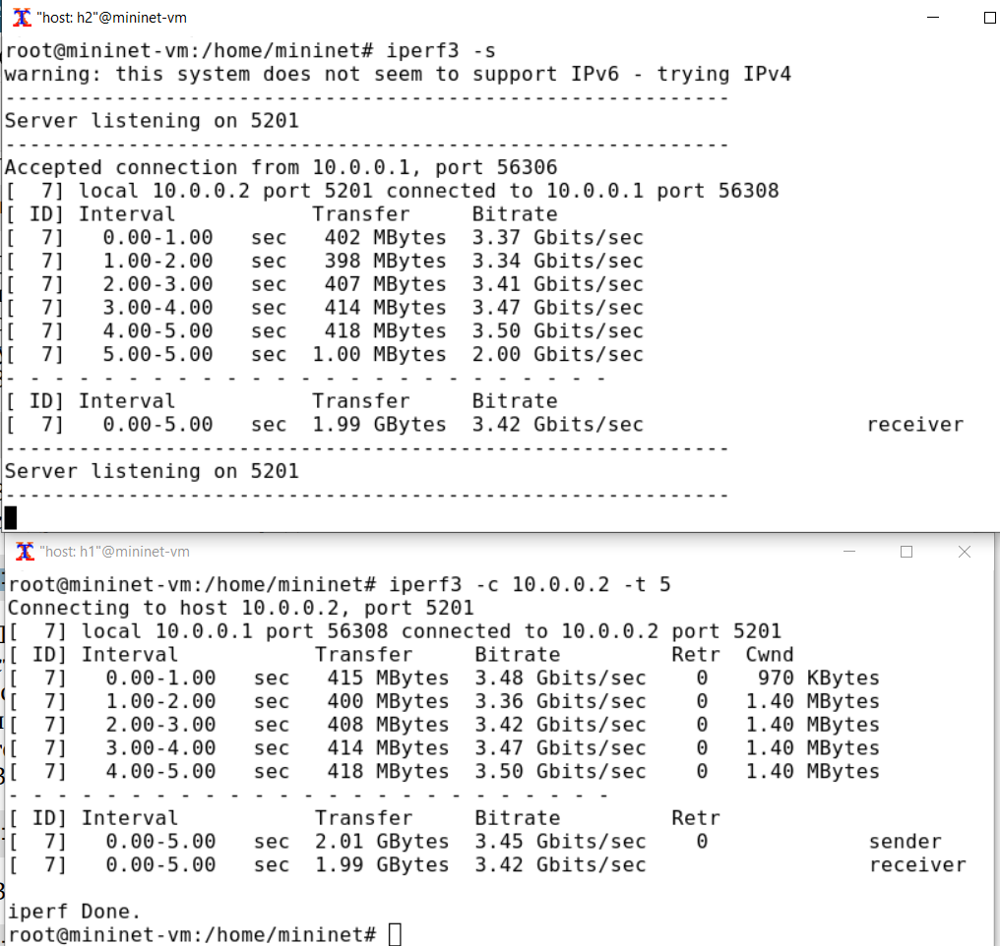 "host: h2"@mininet-vm
root@mininet-vm:/home/mininet# iperf3 -s
warning: this system does not seem to support IPv6 - trying IPv4
-----------------------------------------------------------
Server listening on 5201
-----------------------------------------------------------
Accepted connection from 10.0.0.1, port 56306
[  7] local 10.0.0.2 port 5201 connected to 10.0.0.1 port 56308
[ ID] Interval           Transfer     Bitrate
[  7]   0.00-1.00   sec   402 MBytes  3.37 Gbits/sec
[  7]   1.00-2.00   sec   398 MBytes  3.34 Gbits/sec
[  7]   2.00-3.00   sec   407 MBytes  3.41 Gbits/sec
[  7]   3.00-4.00   sec   414 MBytes  3.47 Gbits/sec
[  7]   4.00-5.00   sec   418 MBytes  3.50 Gbits/sec
[  7]   5.00-5.00   sec  1.00 MBytes  2.00 Gbits/sec
- - - - - - - - - - - - - - - - - - - - - - - - -
[ ID] Interval           Transfer     Bitrate
[  7]   0.00-5.00   sec  1.99 GBytes  3.42 Gbits/sec                  receiver
-----------------------------------------------------------
Server listening on 5201
-----------------------------------------------------------
"host: h1"@mininet-vm
root@mininet-vm:/home/mininet# iperf3 -c 10.0.0.2 -t 5
Connecting to host 10.0.0.2, port 5201
[  7] local 10.0.0.1 port 56308 connected to 10.0.0.2 port 5201
[ ID] Interval           Transfer     Bitrate         Retr  Cwnd
[  7]   0.00-1.00   sec   415 MBytes  3.48 Gbits/sec    0    970 KBytes
[  7]   1.00-2.00   sec   400 MBytes  3.36 Gbits/sec    0   1.40 MBytes
[  7]   2.00-3.00   sec   408 MBytes  3.42 Gbits/sec    0   1.40 MBytes
[  7]   3.00-4.00   sec   414 MBytes  3.47 Gbits/sec    0   1.40 MBytes
[  7]   4.00-5.00   sec   418 MBytes  3.50 Gbits/sec    0   1.40 MBytes
- - - - - - - - - - - - - - - - - - - - - - - - -
[ ID] Interval           Transfer     Bitrate         Retr
[  7]   0.00-5.00   sec  2.01 GBytes  3.45 Gbits/sec    0             sender
[  7]   0.00-5.00   sec  1.99 GBytes  3.42 Gbits/sec                  receiver
iperf Done.
root@mininet-vm:/home/mininet#